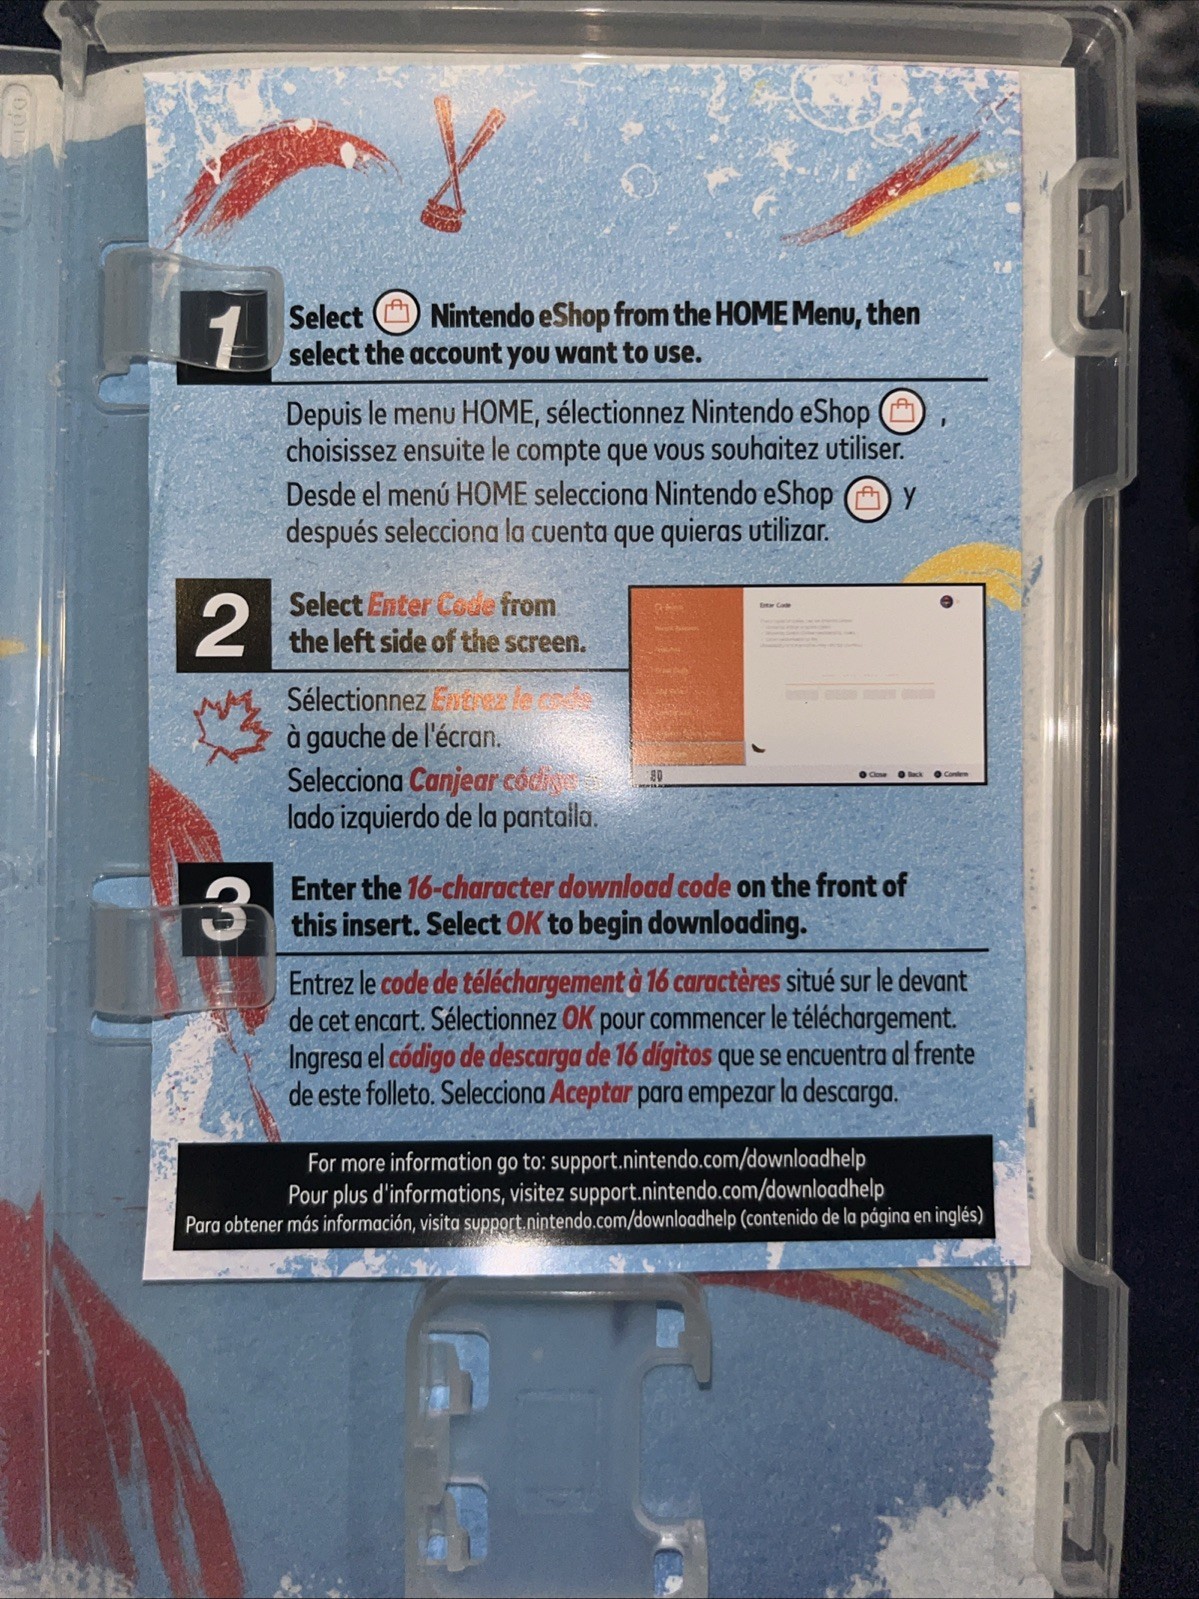 1
Select Nintendo eShop from the HOME Menu, then
select the account you want to use.
Depuis le menu HOME, sélectionnez Nintendo eShop ,
choisissez ensuite le compte que vous souhaitez utiliser.
Desde el menú HOME selecciona Nintendo eShop y
después selecciona la cuenta que quieras utilizar.
2
Select Enter Code from
the left side of the screen.
Sélectionnez Entrez le code
à gauche de l'écran.
Selecciona Canjear código
lado izquierdo de la pantalla.
Enter Code
Close Back Confirm
3
Enter the 16-character download code on the front of
this insert. Select OK to begin downloading.
Entrez le code de téléchargement à 16 caractères situé sur le devant
de cet encart. Sélectionnez OK pour commencer le téléchargement.
Ingresa el código de descarga de 16 dígitos que se encuentra al frente
de este folleto. Selecciona Aceptar para empezar la descarga.
For more information go to: support.nintendo.com/downloadhelp
Pour plus d'informations, visitez support.nintendo.com/downloadhelp
Para obtener más información, visita support.nintendo.com/downloadhelp (contenido de la página en inglés)